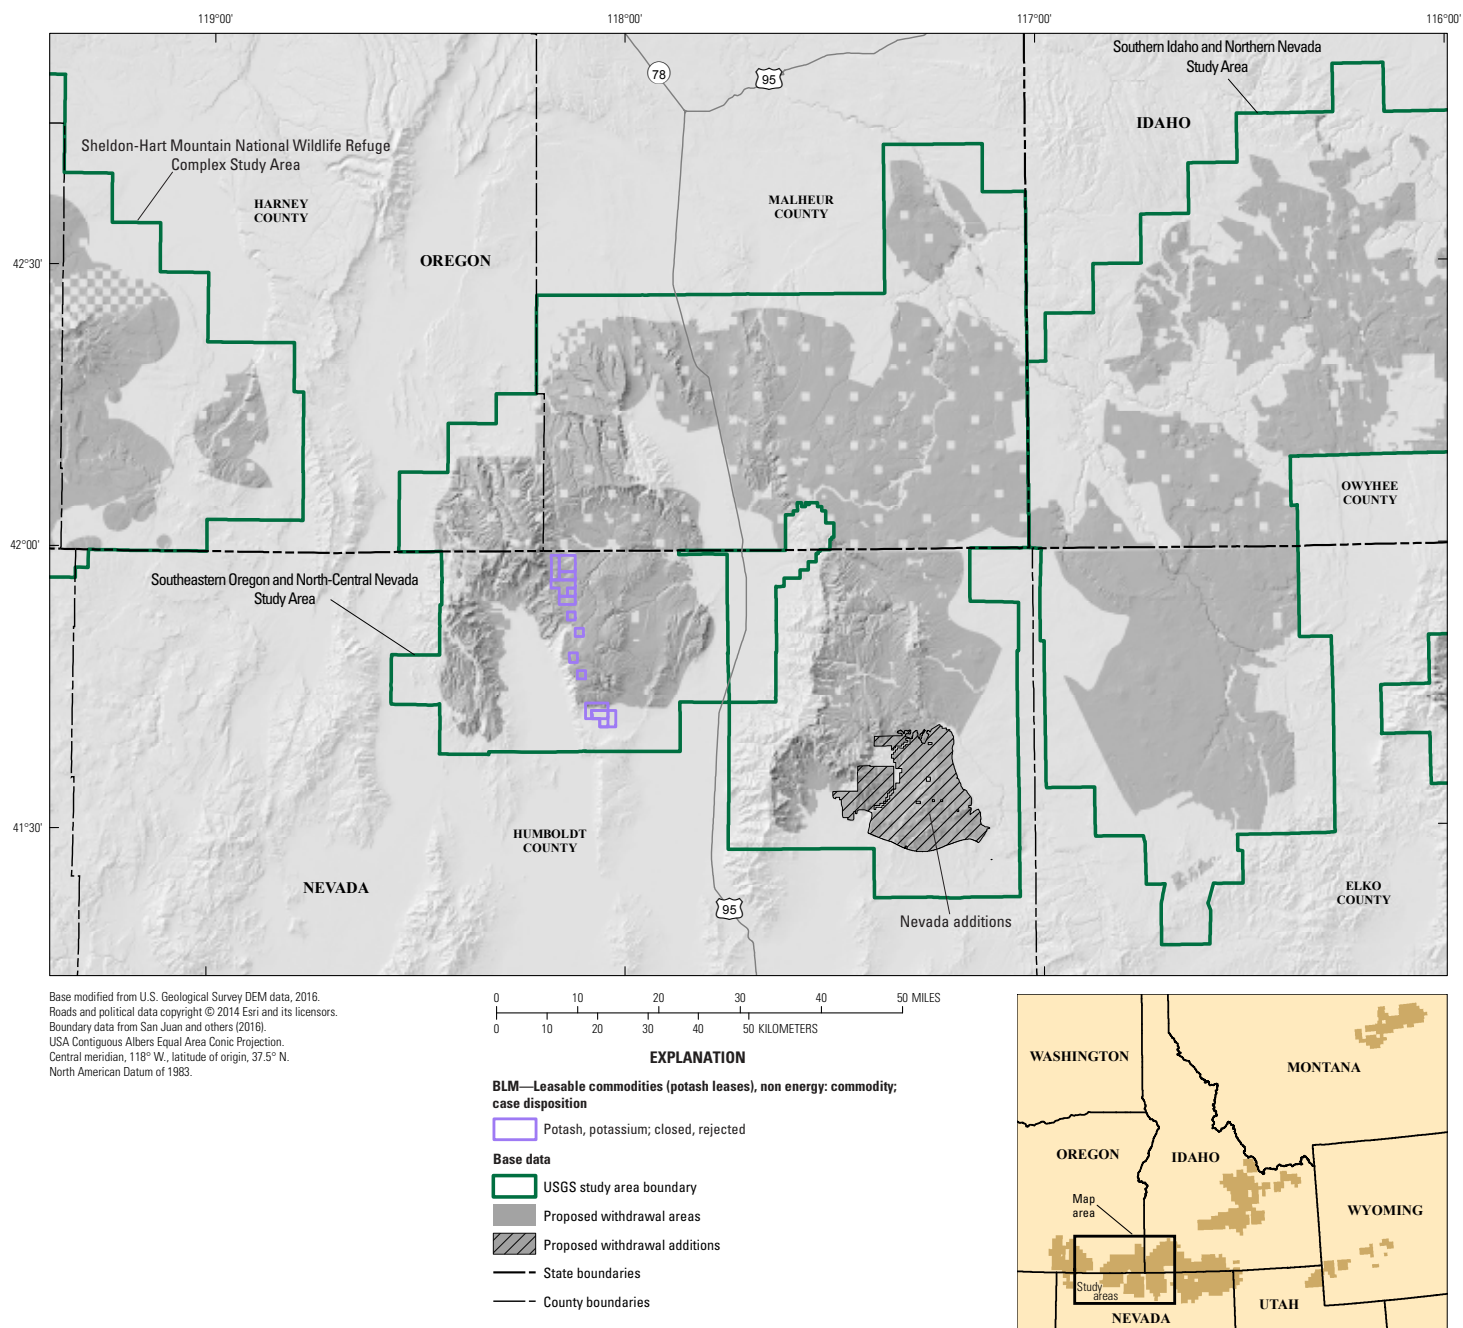 119°00'
118°00'
117°00'
116°00'
Southern Idaho and Northern Nevada
Study Area
78
95
IDAHO
Sheldon-Hart Mountain National Wildlife Refuge
Complex Study Area
HARNEY
COUNTY
MALHEUR
COUNTY
OREGON
42°30'
OWYHEE
COUNTY
42°00'
Southeastern Oregon and North-Central Nevada
Study Area
41°30'
HUMBOLDT
COUNTY
NEVADA
ELKO
COUNTY
95
Nevada additions
Base modified from U.S. Geological Survey DEM data, 2016.
Roads and political data copyright © 2014 Esri and its licensors.
Boundary data from San Juan and others (2016).
USA Contiguous Albers Equal Area Conic Projection.
Central meridian, 118° W., latitude of origin, 37.5° N.
North American Datum of 1983.
0 10 20 30 40 50 MILES
0 10 20 30 40 50 KILOMETERS
EXPLANATION
BLM—Leasable commodities (potash leases), non energy: commodity;
case disposition
Potash, potassium; closed, rejected
Base data
USGS study area boundary
Proposed withdrawal areas
Proposed withdrawal additions
State boundaries
County boundaries
WASHINGTON
MONTANA
OREGON
IDAHO
Map
area
WYOMING
Study
areas
UTAH
NEVADA